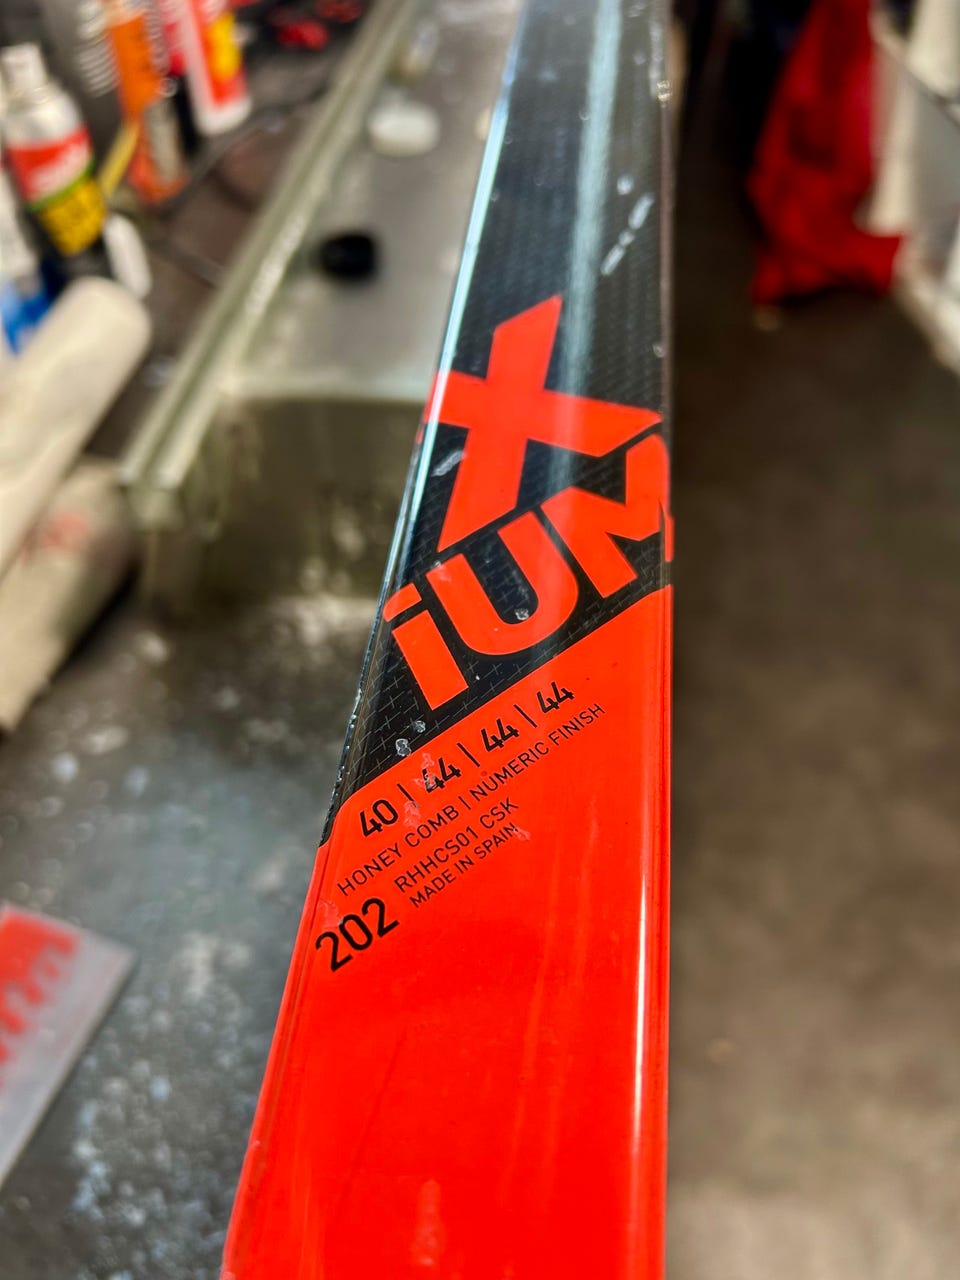 X
iUM
40 | 44 | 44 | 44
HONEY COMB | NUMERIC FINISH
RHHCS01 CSK
MADE IN SPAIN
202